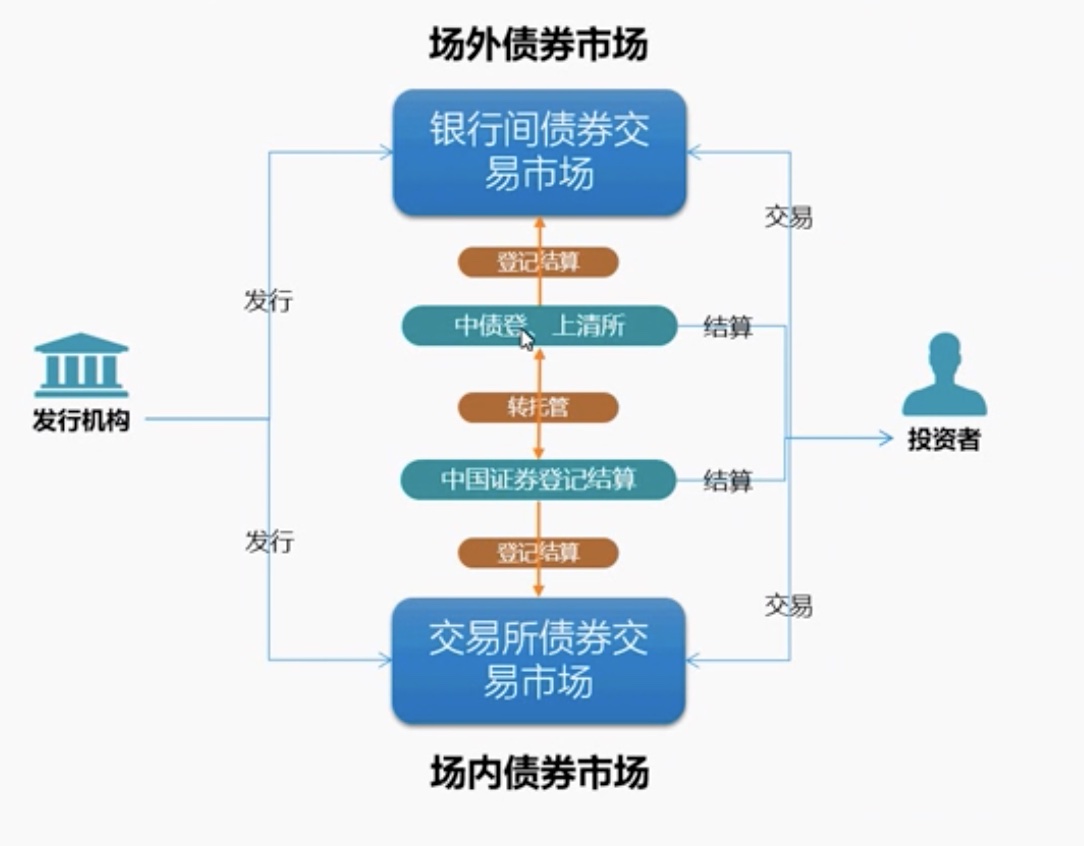 场外债券市场
银行间债券交
易市场
交易
登记结算
发行
中债登、上清所
结算
转托管
发行机构
投资者
中国证券登记结算
结算
发行
登记结算
交易
交易所债券交
易市场
场内债券市场